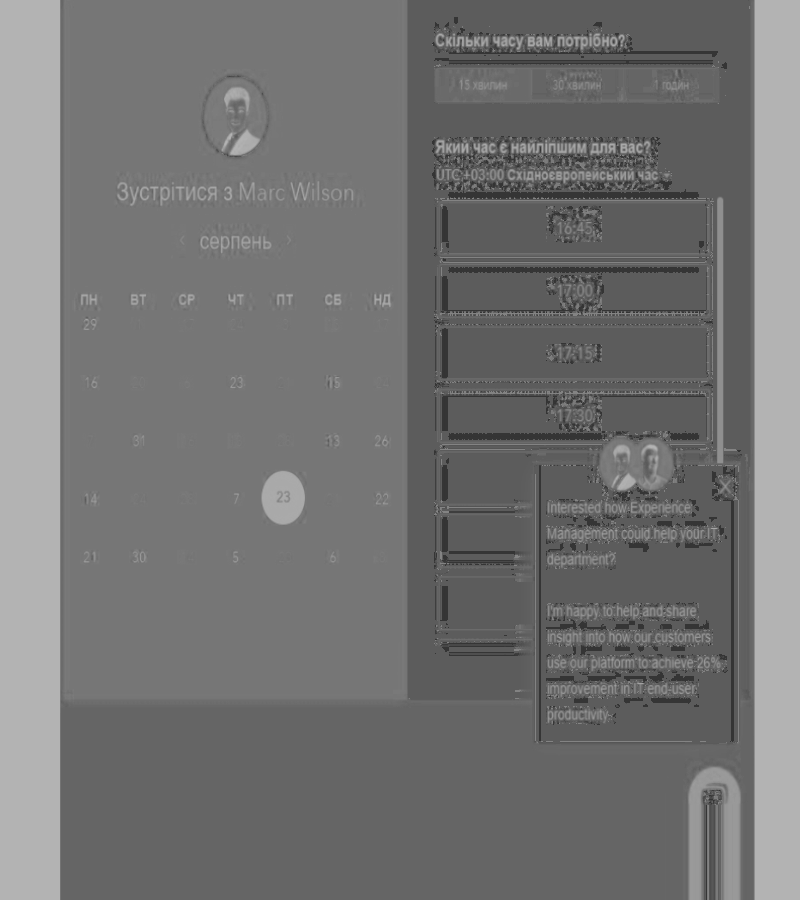 Зустрітися з Marc Wilson
серпень
ПН ВТ СР ЧТ ПТ СБ НД
29
16 23 15
31 13 26
14 7 23 22
21 30 5 6
Скільки часу вам потрібно?
15 хвилин 30 хвилин 1 годин
Який час є найліпшим для вас?
UTC +03:00 Східноєвропейський час
16:45
17:00
17:15
17:30
Interested how Experience
Management could help your IT
department?
I'm happy to help and share
insight into how our customers
use our platform to achieve 26%
improvement in IT end-user
productivity.